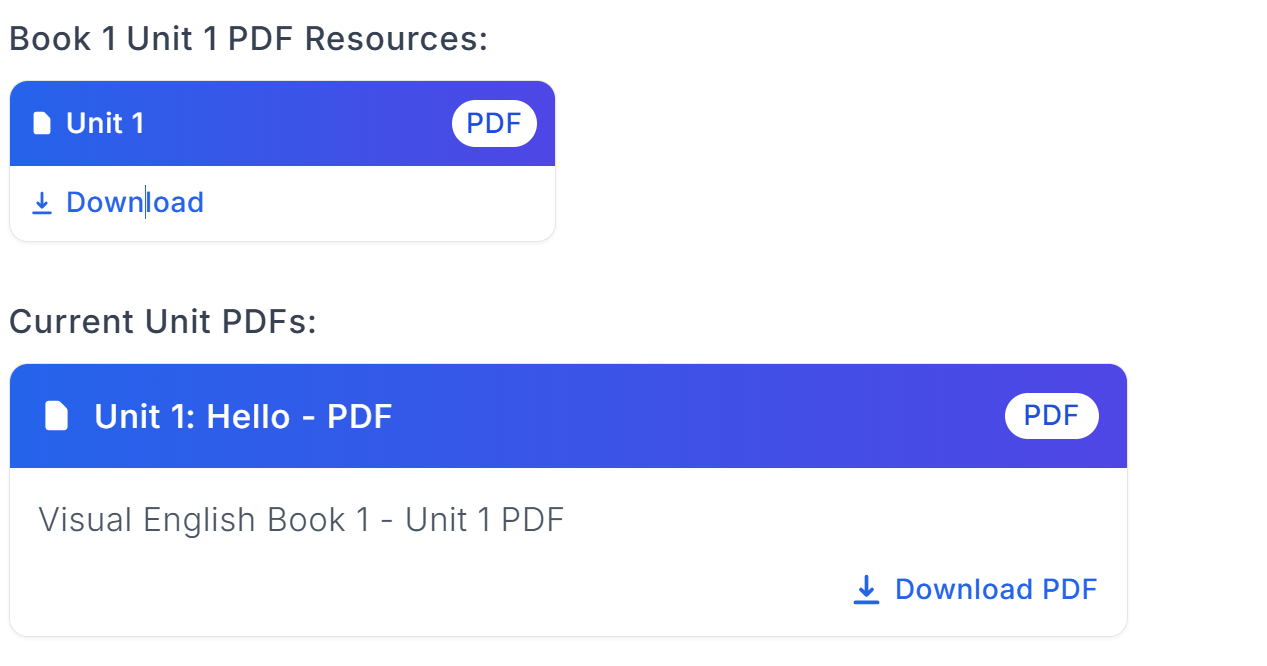 Book 1 Unit 1 PDF Resources:
Unit 1 PDF
Download
Current Unit PDFs:
Unit 1: Hello - PDF PDF
Visual English Book 1 - Unit 1 PDF
Download PDF